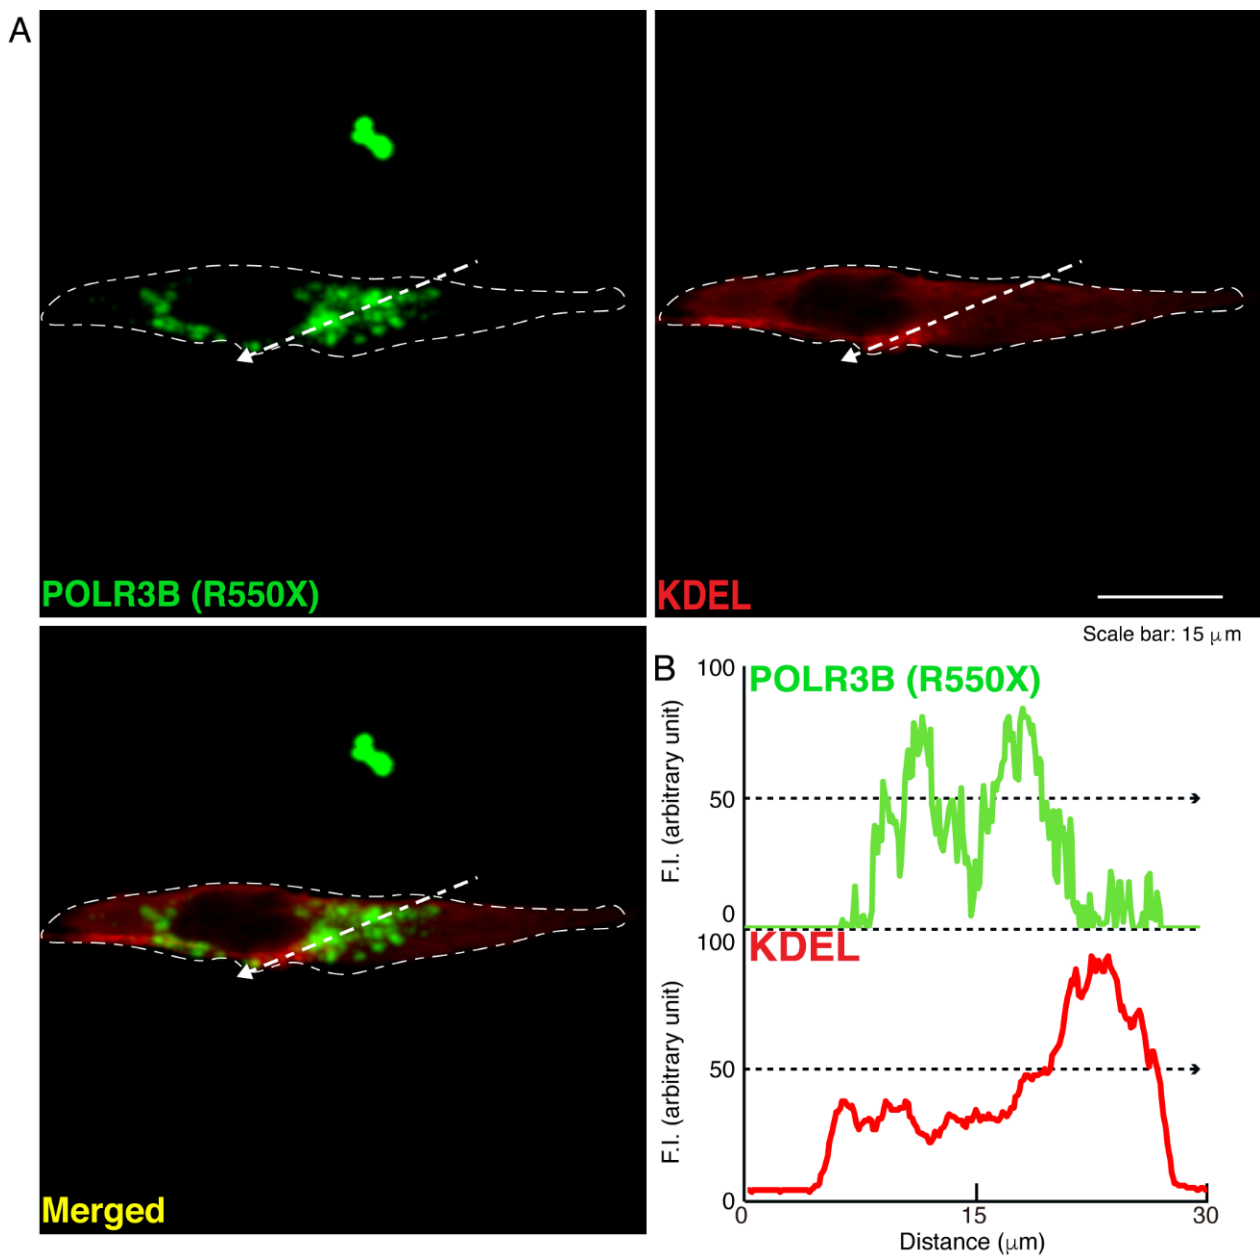 A
POLR3B (R550X)
KDEL
Scale bar: 15 μm
Merged
B
POLR3B (R550X)
F.I. (arbitrary unit)
100
50
0
KDEL
F.I. (arbitrary unit)
100
50
0
0 15 30
Distance (μm)